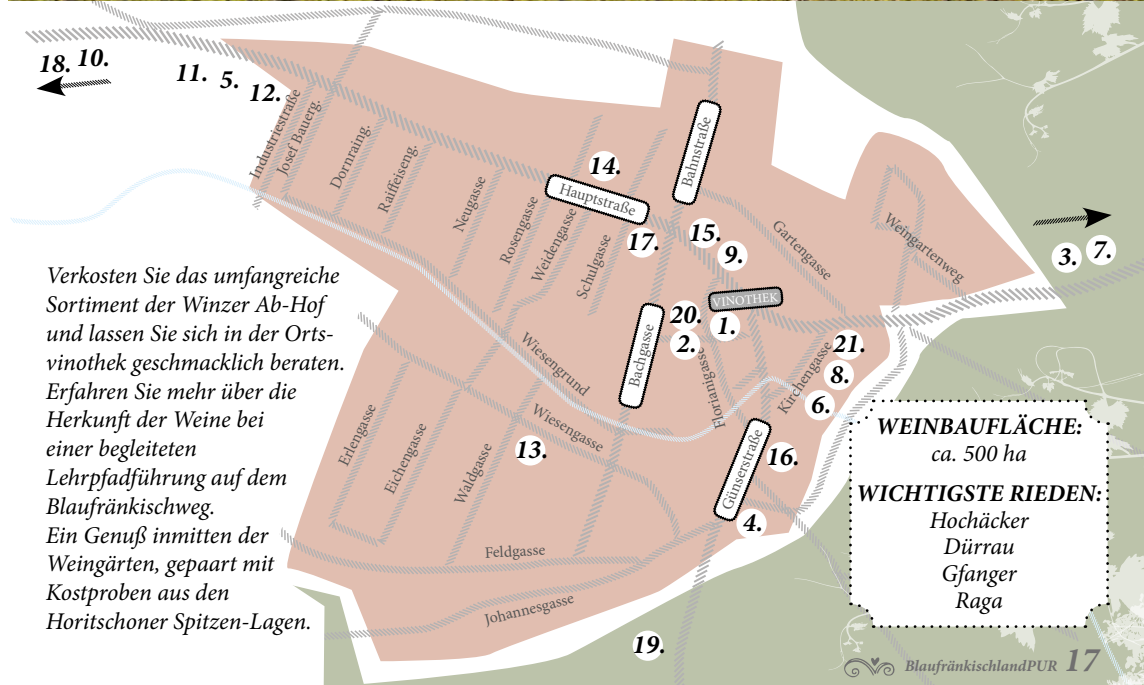 18. 10.
11. 5.
12.
Industriestraße
Josef Bauerg.
Dornraing.
Raiffeiseng.
Neugasse
Rosengasse
Weidengasse
Schulgasse
14.
Hauptstraße
17.
Bahnstraße
15.
9.
Gartengasse
Weingartenweg
3. 7.
VINOTHEK
20.
1.
2.
Bachgasse
Florianigasse
Kirchengasse
21.
8.
6.
Wiesengrund
Wiesengasse
Erlengasse
Eichengasse
Waldgasse
13.
Günserstraße
16.
4.
Feldgasse
Johannesgasse
19.
Verkosten Sie das umfangreiche
Sortiment der Winzer Ab-Hof
und lassen Sie sich in der Orts-
vinothek geschmacklich beraten.
Erfahren Sie mehr über die
Herkunft der Weine bei
einer begleiteten
Lehrpfadführung auf dem
Blaufränkischweg.
Ein Genuß inmitten der
Weingärten, gepaart mit
Kostproben aus den
Horitschoner Spitzen-Lagen.
WEINBAUFLÄCHE:
ca. 500 ha
WICHTIGSTE RIEDEN:
Hochäcker
Dürrau
Gfanger
Raga
BlaufränkischlandPUR 17